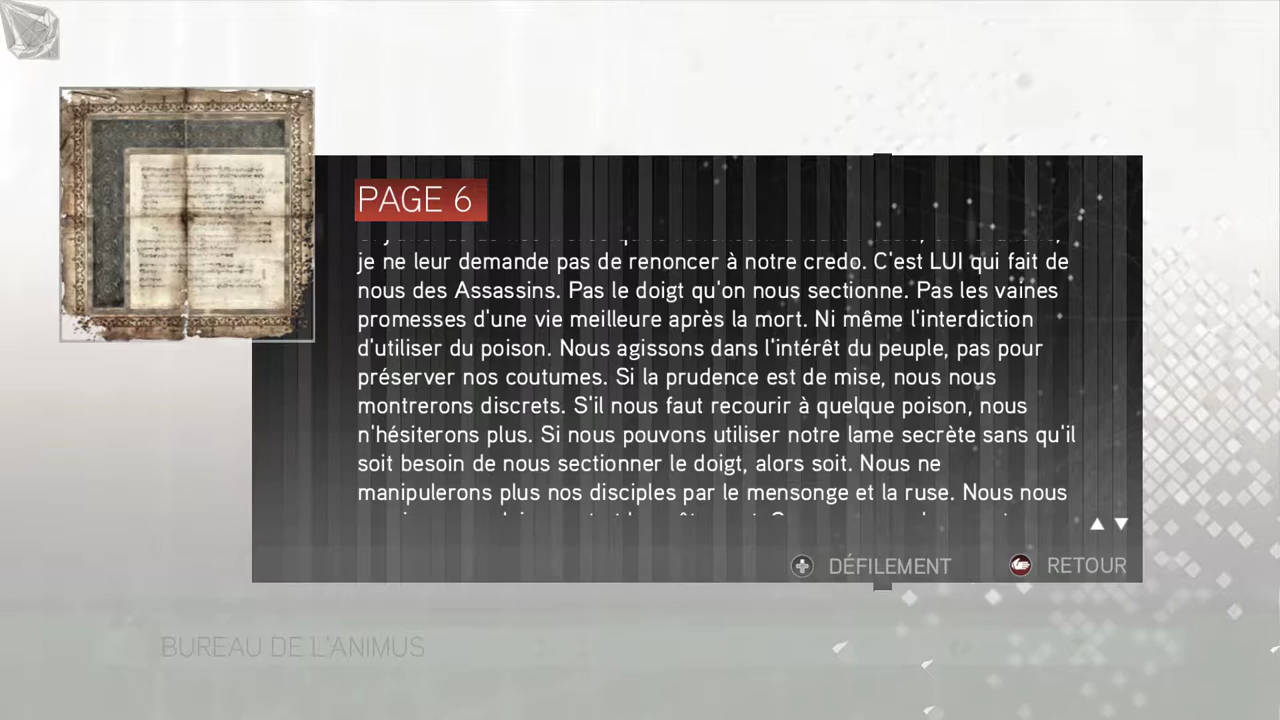 PAGE 6
je ne leur demande pas de renoncer à notre credo. C'est LUI qui fait de
nous des Assassins. Pas le doigt qu'on nous sectionne. Pas les vaines
promesses d'une vie meilleure après la mort. Ni même l'interdiction
d'utiliser du poison. Nous agissons dans l'intérêt du peuple, pas pour
préserver nos coutumes. Si la prudence est de mise, nous nous
montrerons discrets. S'il nous faut recourir à quelque poison, nous
n'hésiterons plus. Si nous pouvons utiliser notre lame secrète sans qu'il
soit besoin de nous sectionner le doigt, alors soit. Nous ne
manipulerons plus nos disciples par le mensonge et la ruse. Nous nous
DÉFILEMENT
RETOUR
BUREAU DE L'ANIMUS